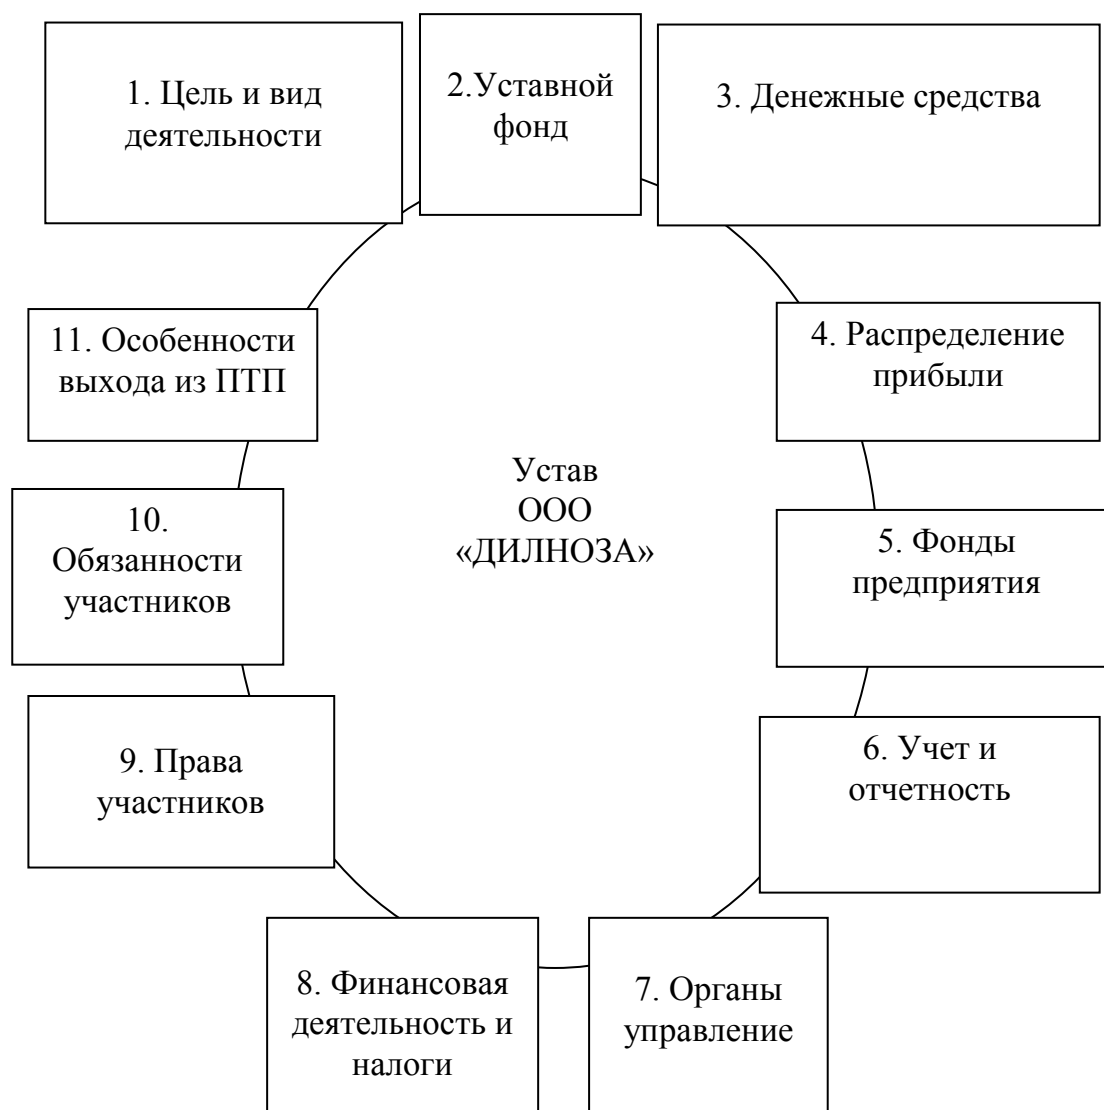 1. Цель и вид
деятельности
2.Уставной
фонд
3. Денежные средства
4. Распределение
прибыли
5. Фонды
предприятия
6. Учет и
отчетность
7. Органы
управление
8. Финансовая
деятельность и
налоги
9. Права
участников
10.
Обязанности
участников
11. Особенности
выхода из ПТП
Устав
ООО
«ДИЛНОЗА»